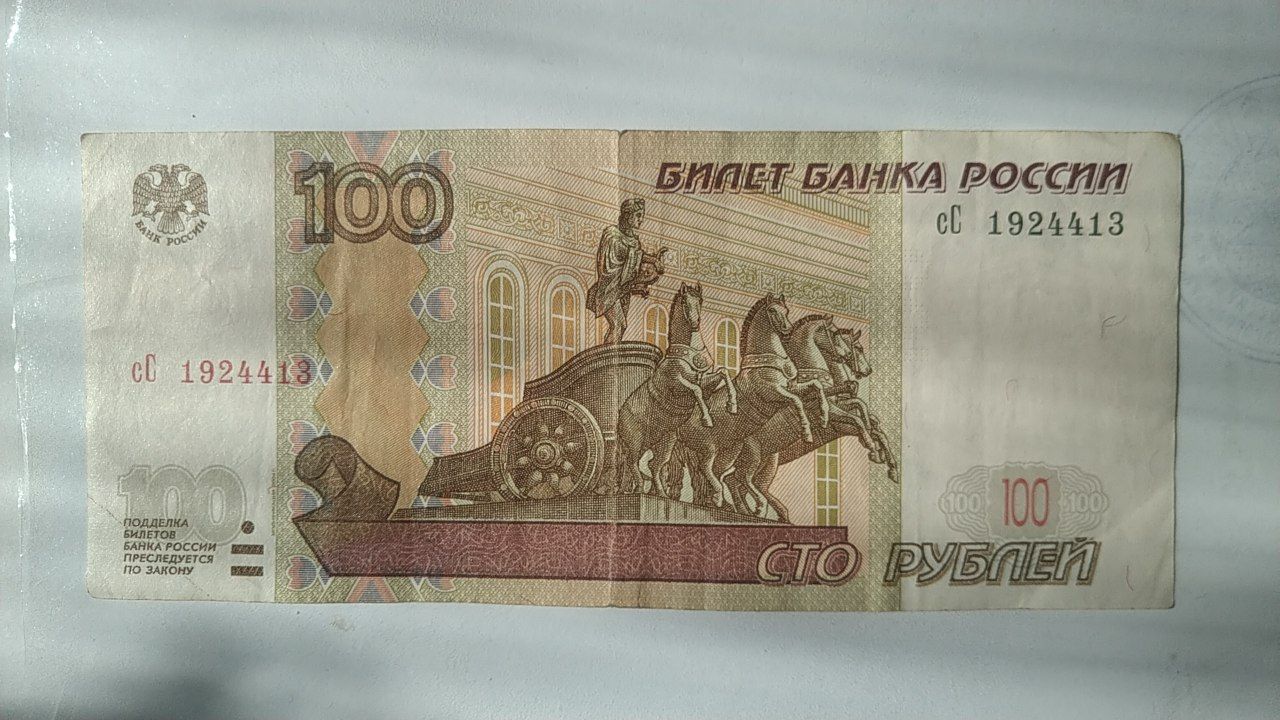 БАНК РОССИИ
100
БИЛЕТ БАНКА РОССИИ
сС 1924413
сС 1924413
100
ПОДДЕЛКА
БИЛЕТОВ
БАНКА РОССИИ
ПРЕСЛЕДУЕТСЯ
ПО ЗАКОНУ
100 100 100
СТО РУБЛЕЙ